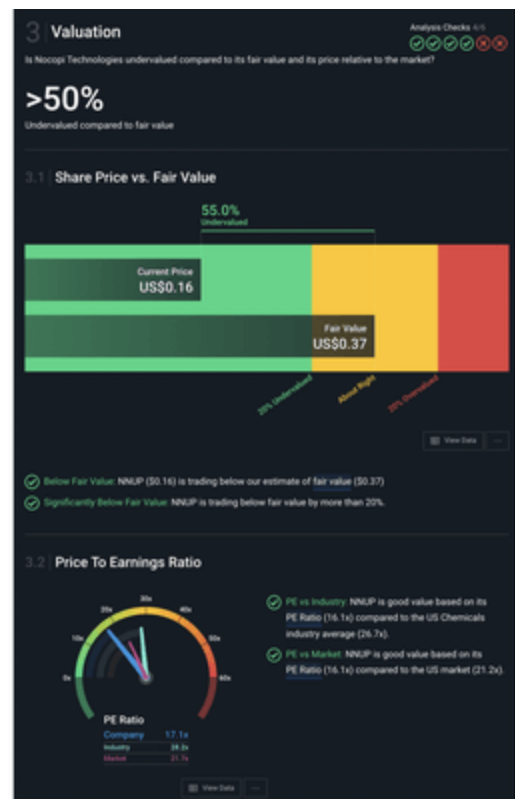 3 Valuation
Analysis Checks 4/6
Is Nocopi Technologies undervalued compared to its fair value and its price relative to the market?
>50%
Undervalued compared to fair value
3.1 Share Price vs. Fair Value
55.0%
Undervalued
Current Price
US$0.16
Fair Value
US$0.37
20% Undervalued
About Right
20% Overvalued
View Data
Below Fair Value: NNUP ($0.16) is trading below our estimate of fair value ($0.37)
Significantly Below Fair Value: NNUP is trading below fair value by more than 20%.
3.2 Price To Earnings Ratio
0x
10x
20x
30x
40x
50x
60x
PE vs Industry: NNUP is good value based on its
PE Ratio (16.1x) compared to the US Chemicals
industry average (26.7x).
PE vs Market: NNUP is good value based on its
PE Ratio (16.1x) compared to the US market (21.2x).
PE Ratio
Company 17.1x
Industry
Market 21.7x
View Data